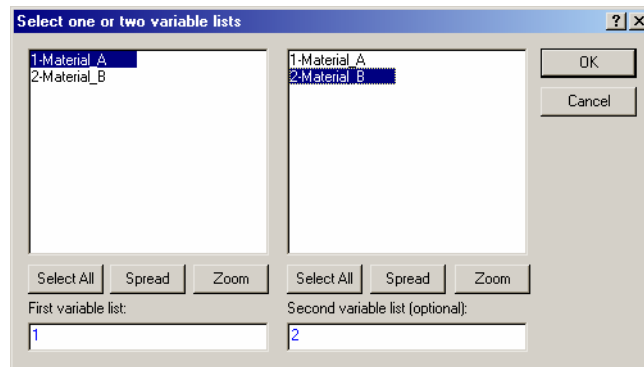 Select one or two variable lists
1-Material_A
2-Material_B
1-Material_A
2-Material_B
OK
Cancel
Select All Spread Zoom
Select All Spread Zoom
First variable list:
Second variable list (optional):
1
2